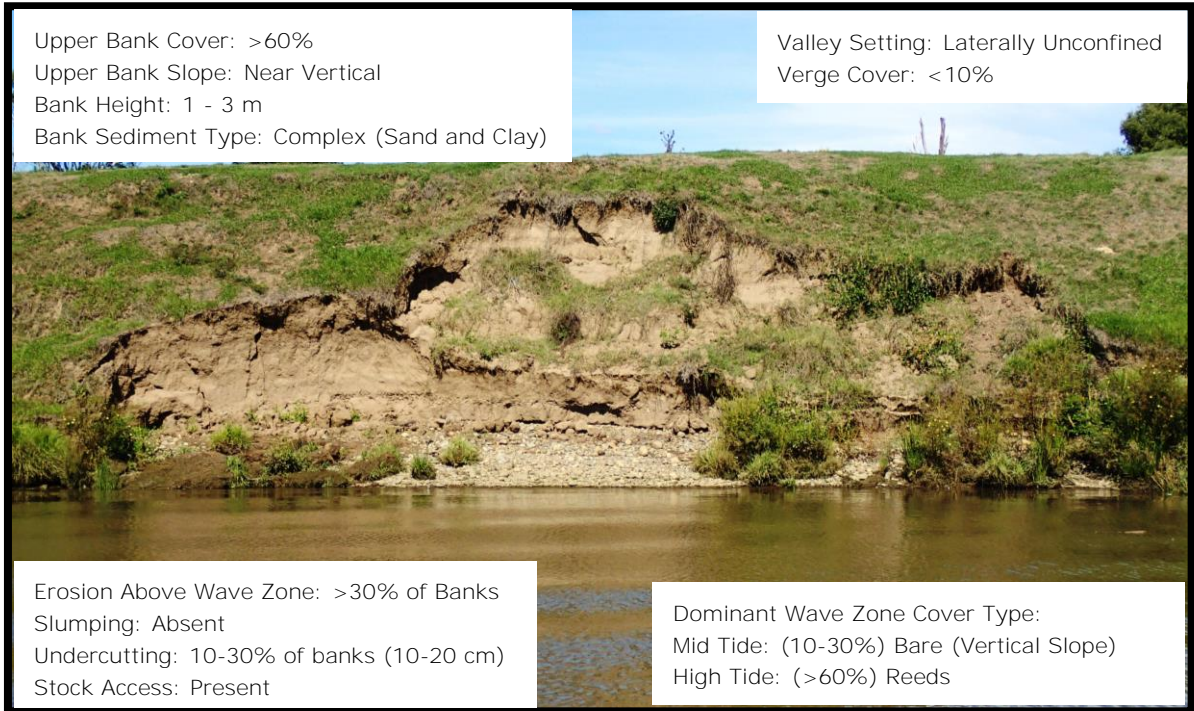 Upper Bank Cover: >60%
Upper Bank Slope: Near Vertical
Bank Height: 1 - 3 m
Bank Sediment Type: Complex (Sand and Clay)
Valley Setting: Laterally Unconfined
Verge Cover: <10%
Erosion Above Wave Zone: >30% of Banks
Slumping: Absent
Undercutting: 10-30% of banks (10-20 cm)
Stock Access: Present
Dominant Wave Zone Cover Type:
Mid Tide: (10-30%) Bare (Vertical Slope)
High Tide: (>60%) Reeds